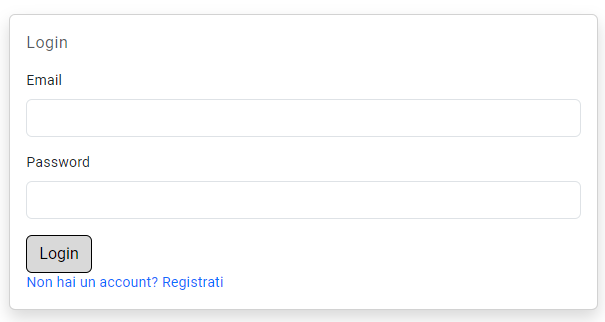 Login
Email
Password
Login
Non hai un account? Registrati